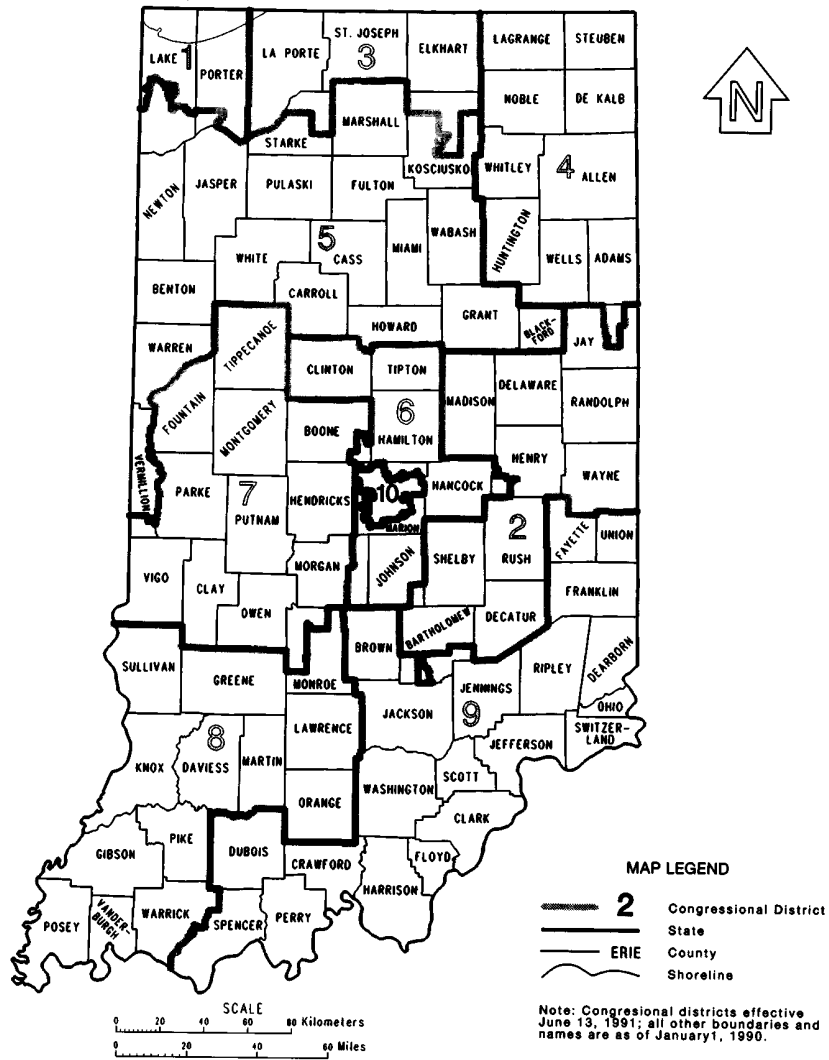 ST. JOSEPH
LAKE
1
PORTER
LA PORTE
3
ELKHART
LAGRANGE
STEUBEN
N
NOBLE
DE KALB
MARSHALL
STARKE
KOSCIUSKO
WHITLEY
4
ALLEN
NEWTON
JASPER
PULASKI
FULTON
WABASH
HUNTINGTON
MIAMI
WHITE
5
CASS
WELLS
ADAMS
BENTON
CARROLL
GRANT
HOWARD
BLACK-
FORD
JAY
WARREN
TIPPECANOE
CLINTON
TIPTON
MADISON
DELAWARE
RANDOLPH
FOUNTAIN
MONTGOMERY
BOONE
6
HAMILTON
HENRY
WAYNE
VERMILLION
PARKE
7
PUTNAM
HENDRICKS
10
MARION
HANCOCK
2
RUSH
FAYETTE
UNION
VIGO
CLAY
OWEN
MORGAN
JOHNSON
SHELBY
FRANKLIN
DECATUR
BARTHOLOMEW
BROWN
SULLIVAN
GREENE
MONROE
JENNINGS
9
RIPLEY
DEARBORN
OHIO
SWITZER-
LAND
JACKSON
JEFFERSON
LAWRENCE
KNOX
8
DAVIESS
MARTIN
ORANGE
WASHINGTON
SCOTT
CLARK
GIBSON
PIKE
DUBOIS
CRAWFORD
FLOYD
HARRISON
POSEY
VANDER-
BURGH
WARRICK
SPENCER
PERRY
MAP LEGEND
2 Congressional District
State
ERIE County
Shoreline
SCALE
0 20 40 60 80 Kilometers
0 20 40 60 Miles
Note: Congresional districts effective
June 13, 1991; all other boundaries and
names are as of January1, 1990.